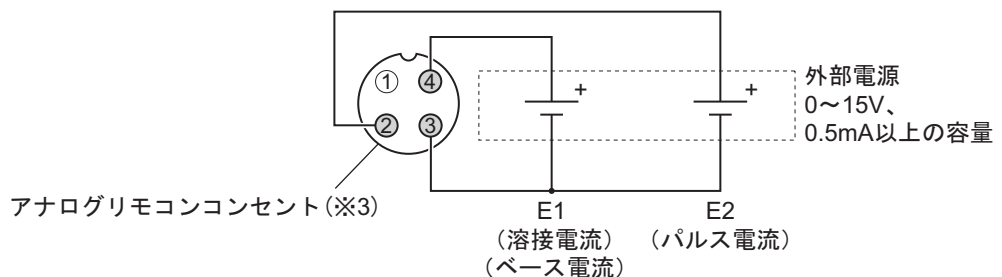 ① ④
② ③
+
+
外部電源
0～15V、
0.5mA以上の容量
アナログリモコンコンセント(※3)
E1
(溶接電流)
(ベース電流)
E2
(パルス電流)